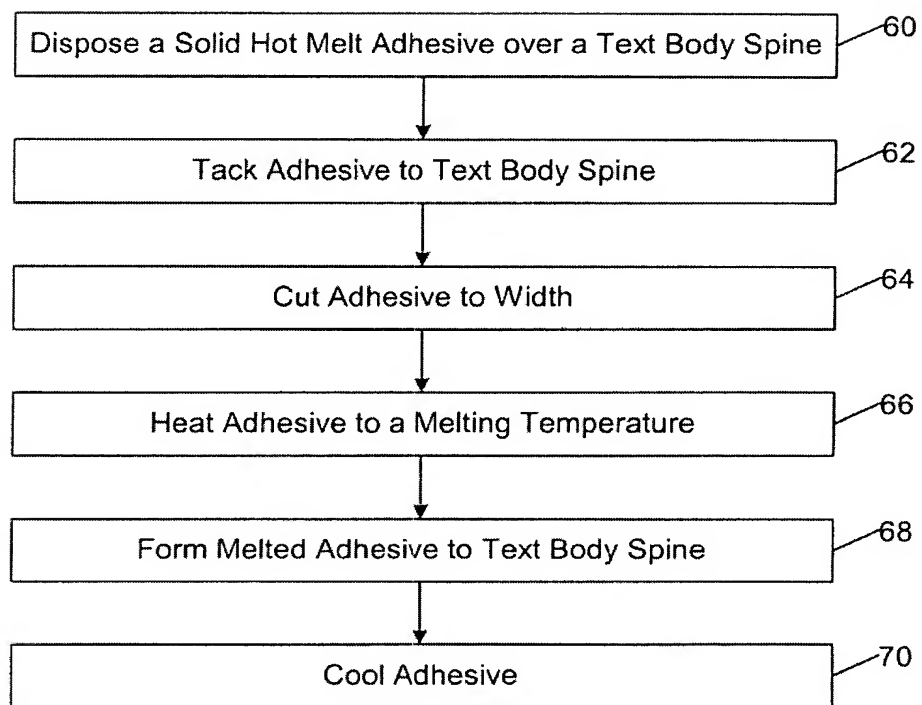 Dispose a Solid Hot Melt Adhesive over a Text Body Spine
60
Tack Adhesive to Text Body Spine
62
Cut Adhesive to Width
64
Heat Adhesive to a Melting Temperature
66
Form Melted Adhesive to Text Body Spine
68
Cool Adhesive
70